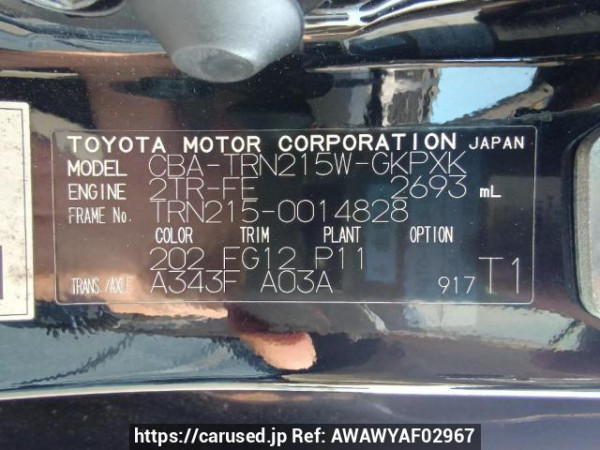 TOYOTA MOTOR CORPORATION JAPAN
MODEL CBA-TRN215W-GKPXK
ENGINE 2TR-FE 2693 mL
FRAME No. TRN215-0014828
COLOR TRIM PLANT OPTION
202 FG12 P11
TRANS./AXLE A343F A03A 917 T1
https://carused.jp Ref: AWAWYAF02967